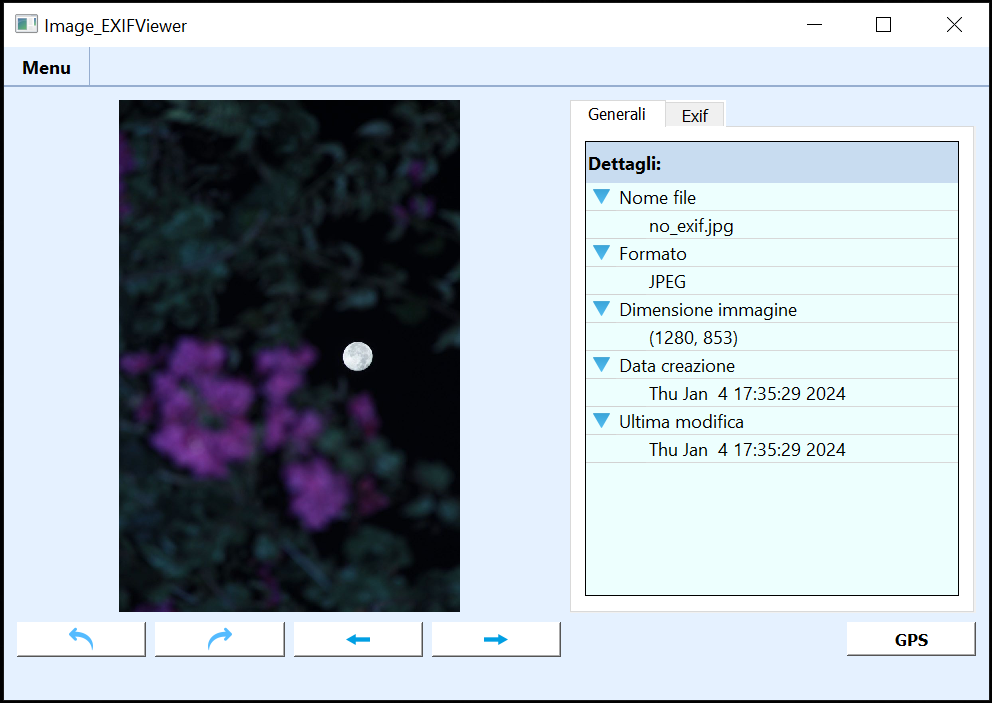 Image_EXIFViewer
Menu
Generali
Exif
Dettagli:
Nome file
no_exif.jpg
Formato
JPEG
Dimensione immagine
(1280, 853)
Data creazione
Thu Jan  4 17:35:29 2024
Ultima modifica
Thu Jan  4 17:35:29 2024
GPS